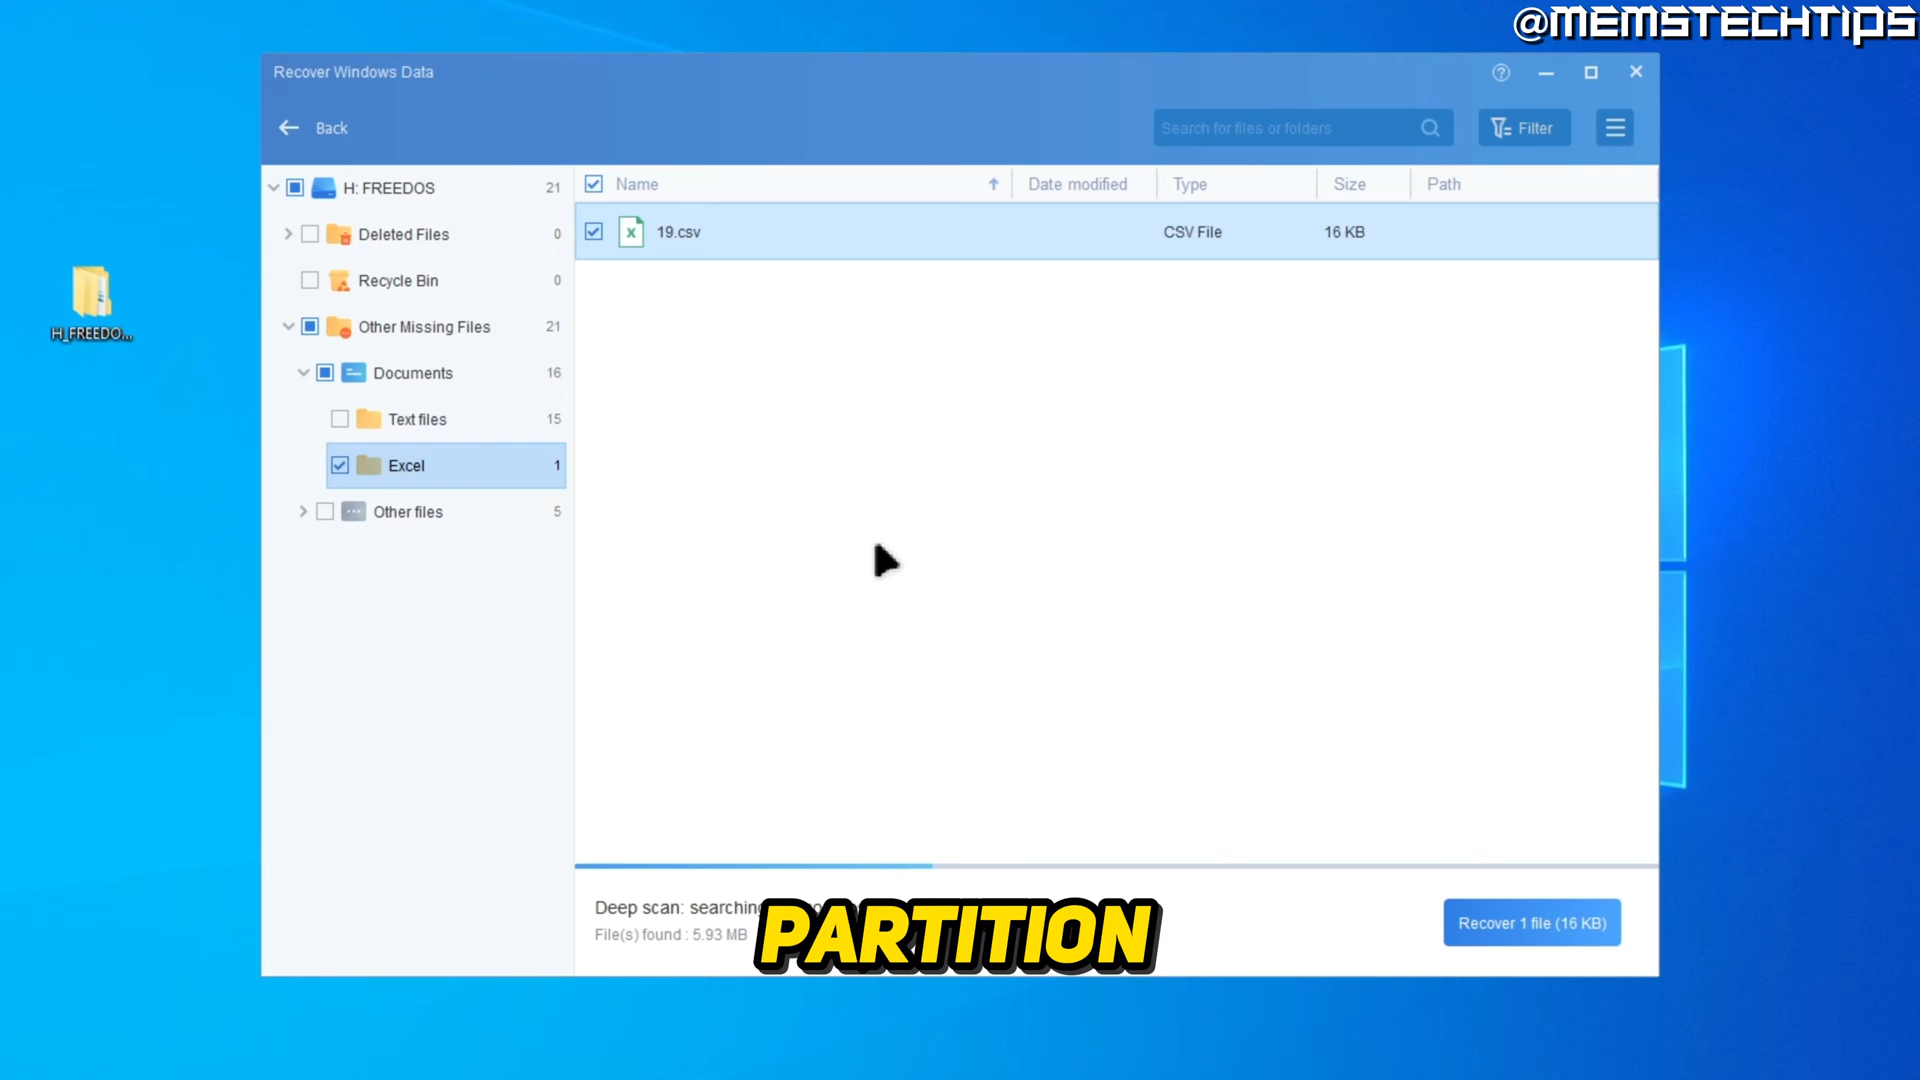 @MEMSTECHTIPS
Recover Windows Data
Back
Search for files or folders
Filter
H: FREEDOS 21
Deleted Files 0
Recycle Bin 0
Other Missing Files 21
Documents 16
Text files 15
Excel 1
Other files 5
Name Date modified Type Size Path
19.csv CSV File 16 KB
H_FREEDO...
Deep scan: searching
File(s) found : 5.93 MB
PARTITION
Recover 1 file (16 KB)